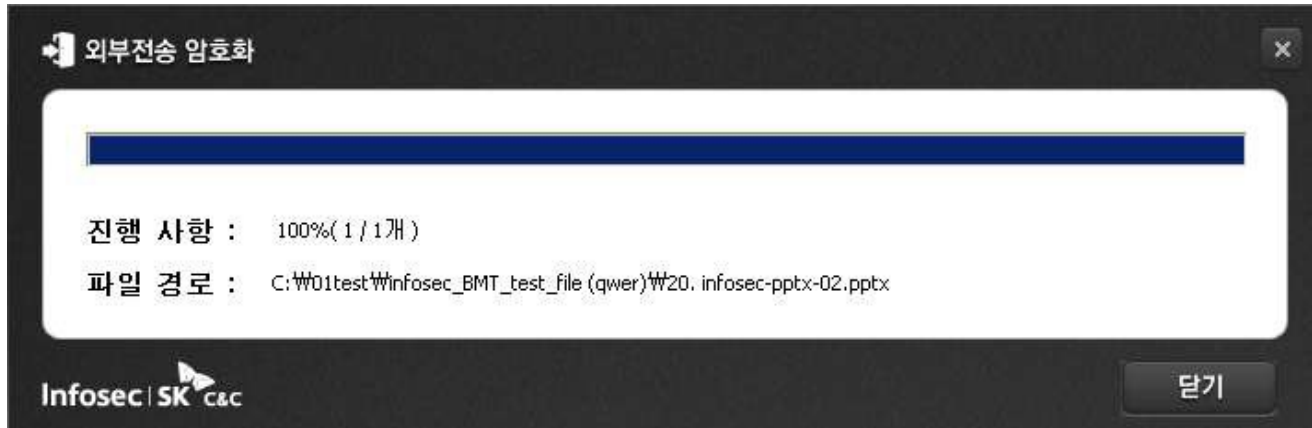 외부전송 암호화
진행 사항 : 100%( 1 / 1개 )
파일 경로 : C:₩01test₩infosec_BMT_test_file (qwer)₩20. infosec-pptx-02.pptx
Infosec | SK C&C
닫기